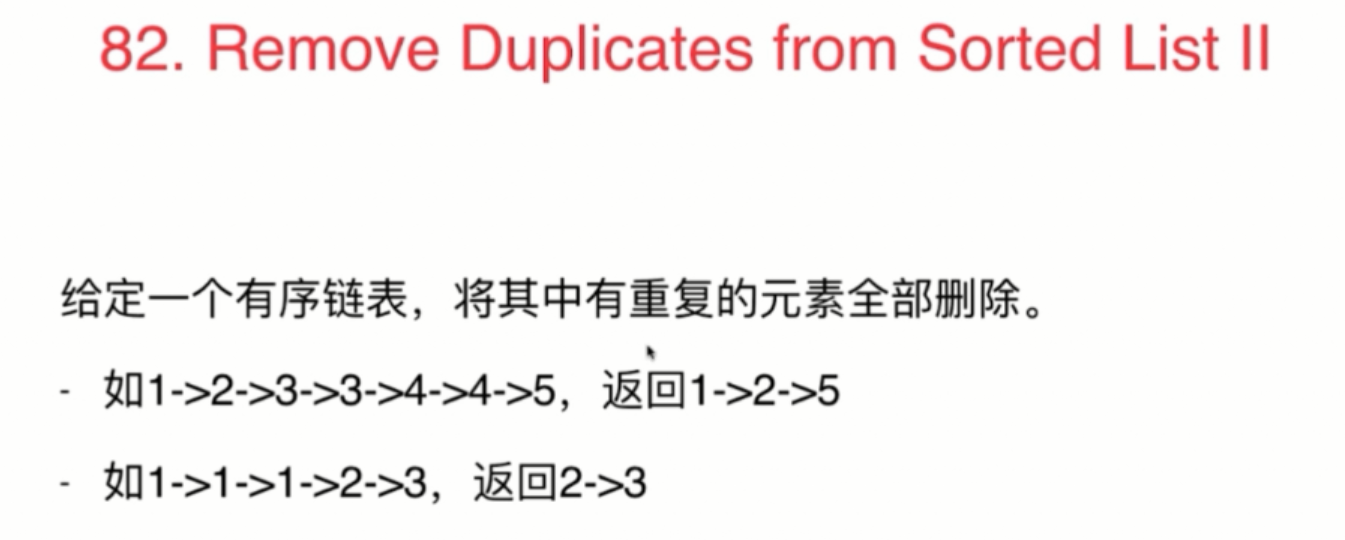 82. Remove Duplicates from Sorted List II
给定一个有序链表，将其中有重复的元素全部删除。
- 如1->2->3->3->4->4->5，返回1->2->5
- 如1->1->1->2->3，返回2->3